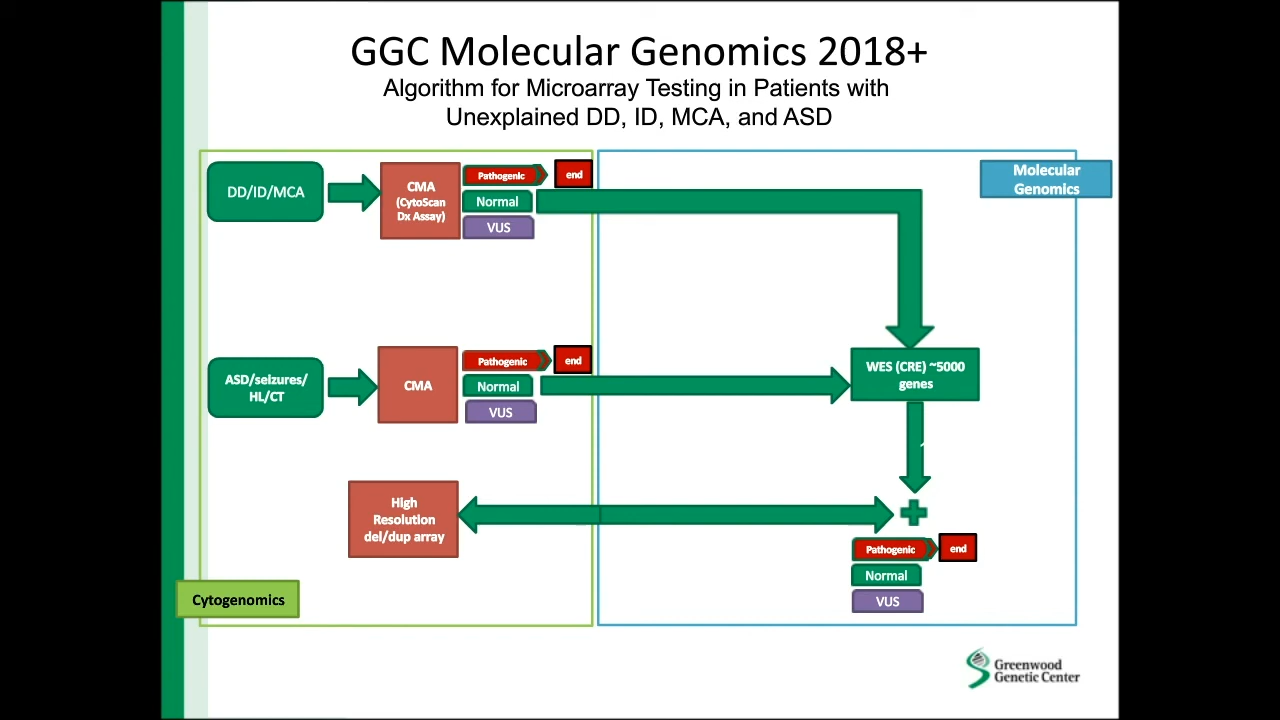 GGC Molecular Genomics 2018+
Algorithm for Microarray Testing in Patients with
Unexplained DD, ID, MCA, and ASD
DD/ID/MCA
CMA
(CytoScan
Dx Assay)
Pathogenic
end
Normal
VUS
Molecular
Genomics
ASD/seizures/
HL/CT
CMA
Pathogenic
end
Normal
VUS
WES (CRE) ~5000
genes
High
Resolution
del/dup array
Pathogenic
end
Normal
VUS
Cytogenomics
Greenwood
Genetic Center